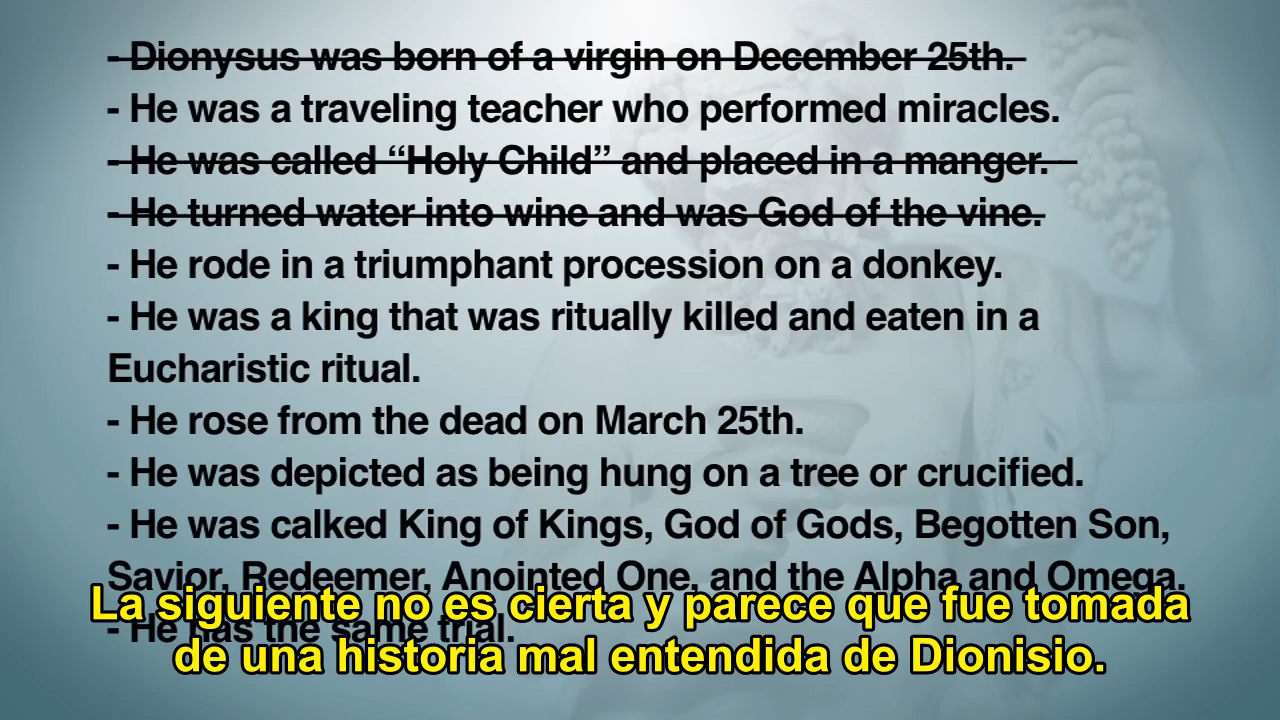 - Dionysus was born of a virgin on December 25th.
- He was a traveling teacher who performed miracles.
- He was called “Holy Child” and placed in a manger.
- He turned water into wine and was God of the vine.
- He rode in a triumphant procession on a donkey.
- He was a king that was ritually killed and eaten in a
Eucharistic ritual.
- He rose from the dead on March 25th.
- He was depicted as being hung on a tree or crucified.
- He was calked King of Kings, God of Gods, Begotten Son,
Savior, Redeemer, Anointed One, and the Alpha and Omega.
- He has the same trial.
La siguiente no es cierta y parece que fue tomada
de una historia mal entendida de Dionisio.